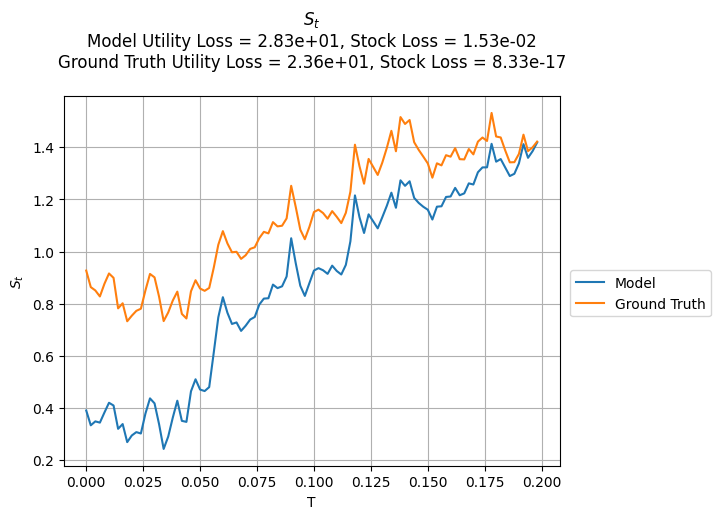 S_t
Model Utility Loss = 2.83e+01, Stock Loss = 1.53e-02
Ground Truth Utility Loss = 2.36e+01, Stock Loss = 8.33e-17
1.4
1.2
1.0
0.8
0.6
0.4
0.2
S_t
0.000 0.025 0.050 0.075 0.100 0.125 0.150 0.175 0.200
T
Model
Ground Truth